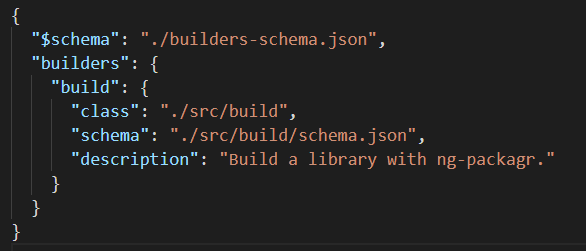 {
  "$schema": "./builders-schema.json",
  "builders": {
    "build": {
      "class": "./src/build",
      "schema": "./src/build/schema.json",
      "description": "Build a library with ng-packagr."
    }
  }
}